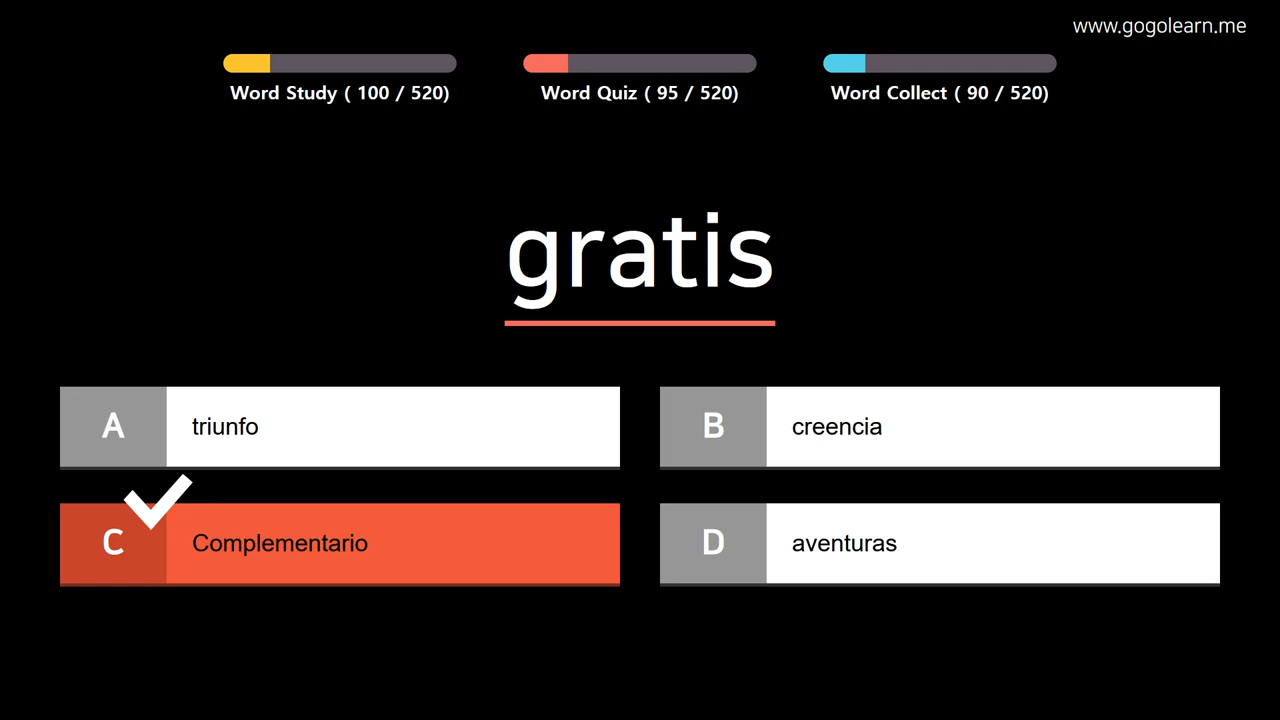 www.gogolearn.me
Word Study ( 100 / 520)
Word Quiz ( 95 / 520)
Word Collect ( 90 / 520)
gratis
A triunfo
B creencia
C Complementario
D aventuras